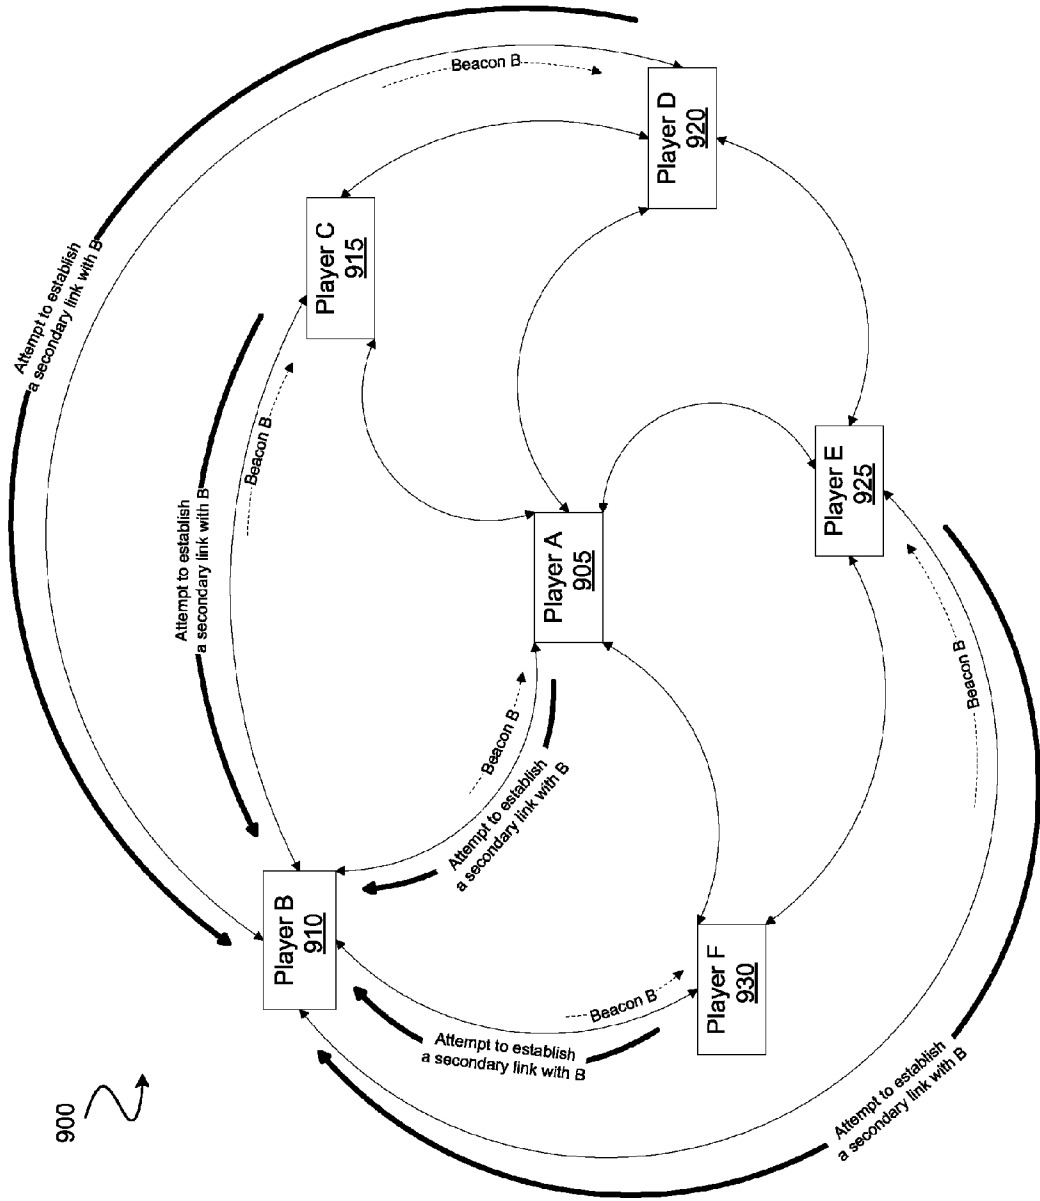 900
Player B
910
Player C
915
Player D
920
Player A
905
Player E
925
Player F
930
Beacon B
Attempt to establish
a secondary link with B
Beacon B
Attempt to establish
a secondary link with B
Beacon B
Attempt to establish
a secondary link with B
Beacon B
Attempt to establish
a secondary link with B
Beacon B
Attempt to establish
a secondary link with B